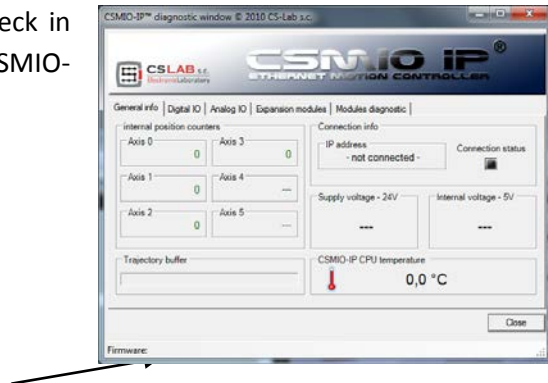 eck in
SMIO-
CSMIO-IP™ diagnostic window © 2010 CS-Lab s.c.
CSLAB s.c.
ElectronicLaboratory
CSMIO IP®
ETHERNET MOTION CONTROLLER
General info Digital IO Analog IO Expansion modules Modules diagnostic
internal position counters
Axis 0
0
Axis 3
0
Axis 1
0
Axis 4
---
Axis 2
0
Axis 5
---
Trajectory buffer
Connection info
IP address
- not connected -
Connection status
Supply voltage - 24V
---
Internal voltage - 5V
---
CSMIO-IP CPU temperature
0,0 °C
Close
Firmware: